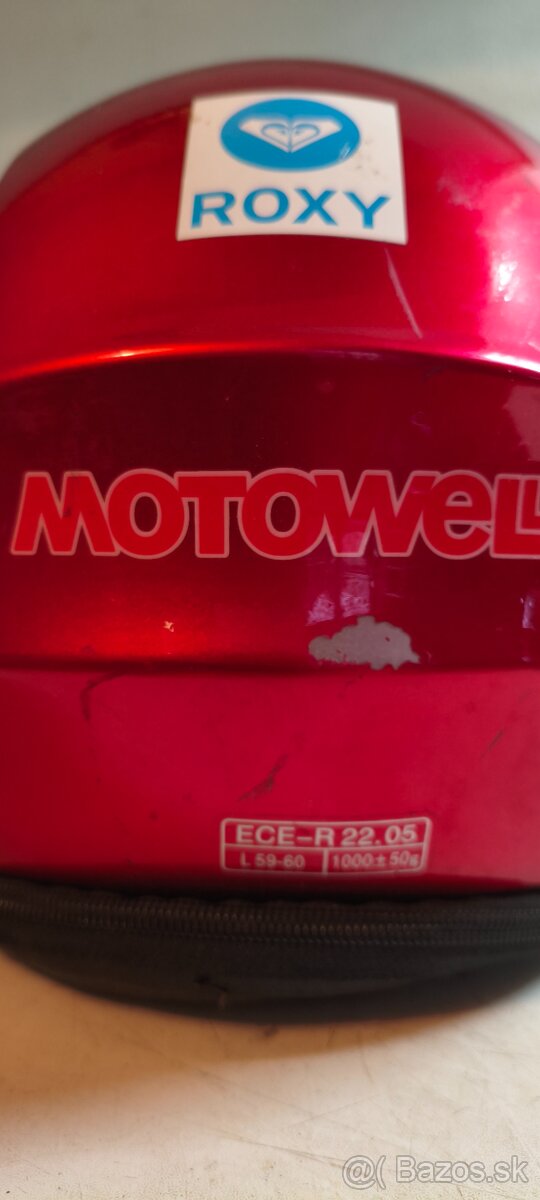 ROXY
MOTOWELL
ECE-R 22.05
L 59-60 1000±50g
@( Bazos.sk